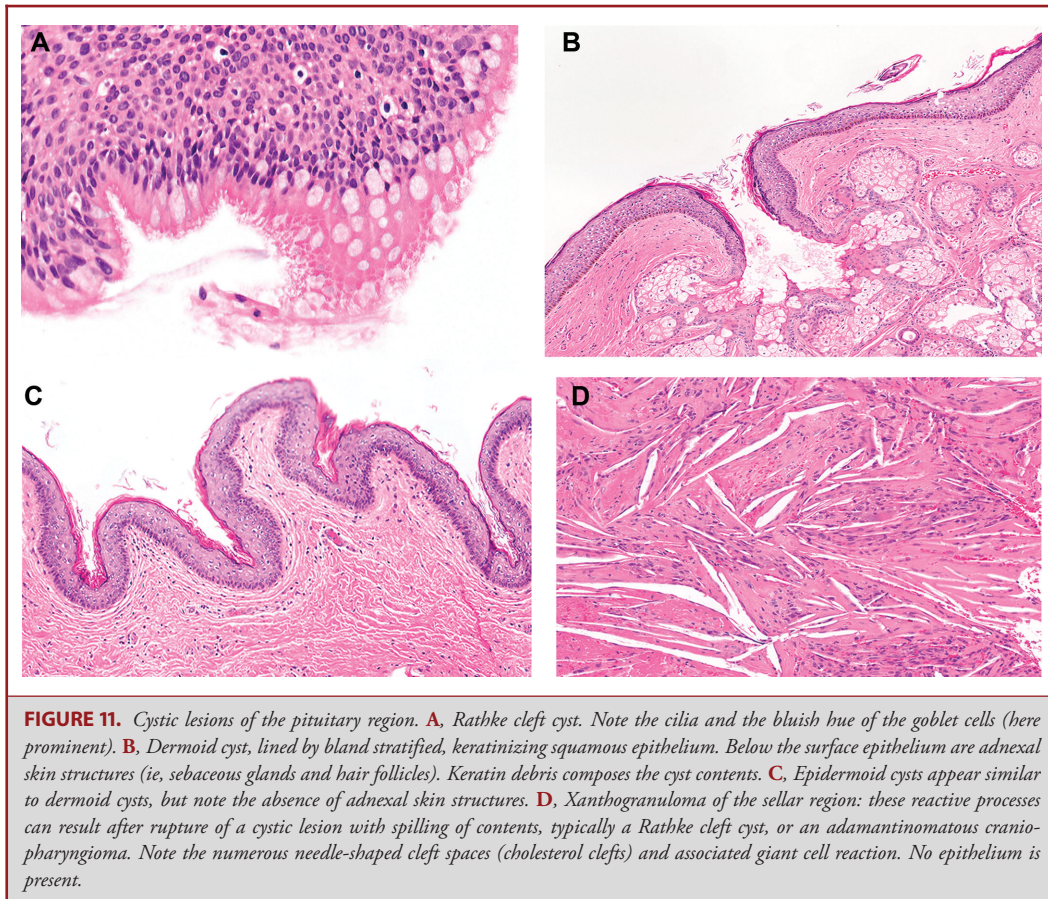 A
B
C
D
FIGURE 11. Cystic lesions of the pituitary region. A, Rathke cleft cyst. Note the cilia and the bluish hue of the goblet cells (here
prominent). B, Dermoid cyst, lined by bland stratified, keratinizing squamous epithelium. Below the surface epithelium are adnexal
skin structures (ie, sebaceous glands and hair follicles). Keratin debris composes the cyst contents. C, Epidermoid cysts appear similar
to dermoid cysts, but note the absence of adnexal skin structures. D, Xanthogranuloma of the sellar region: these reactive processes
can result after rupture of a cystic lesion with spilling of contents, typically a Rathke cleft cyst, or an adamantinomatous cranio-
pharyngioma. Note the numerous needle-shaped cleft spaces (cholesterol clefts) and associated giant cell reaction. No epithelium is
present.